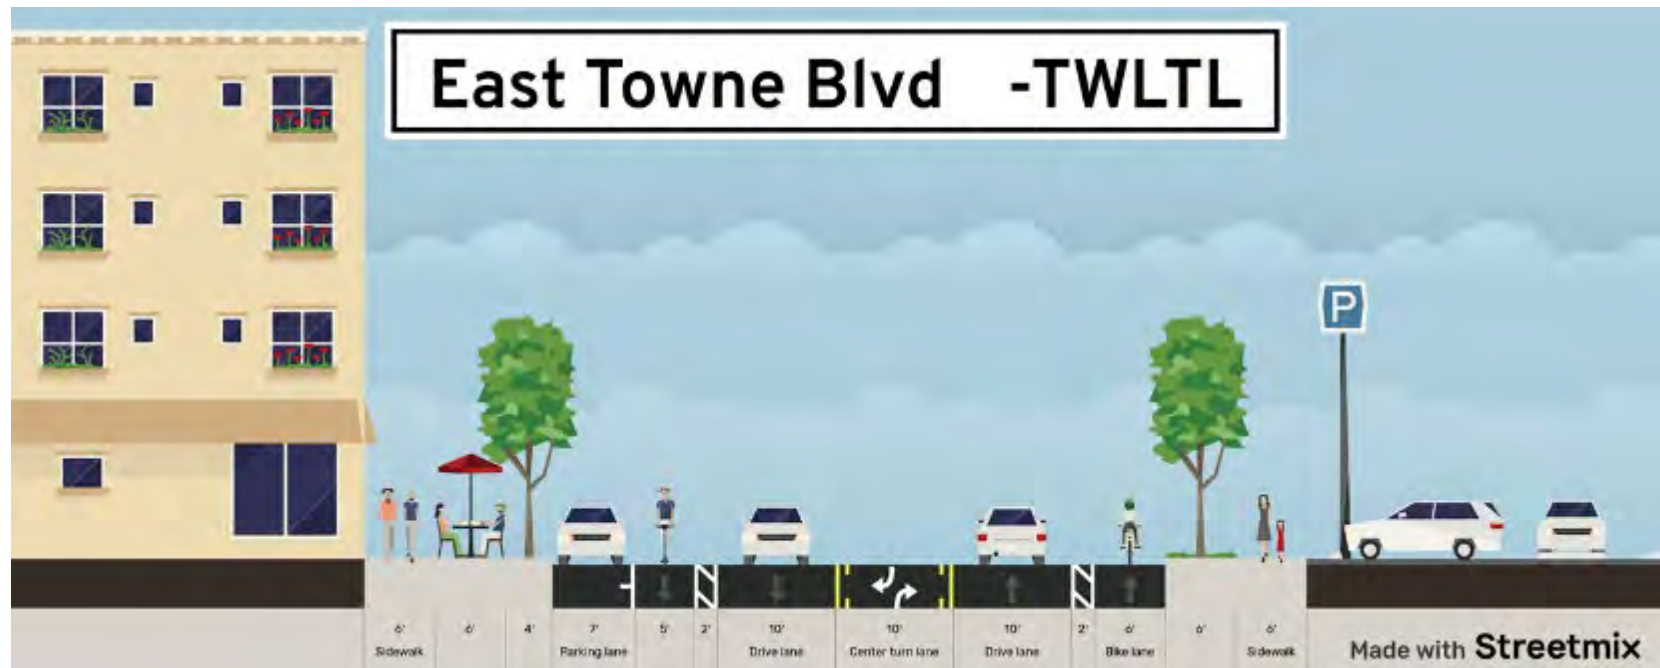 East Towne Blvd -TWLTL
P
6' 6' 4' 7' 5' 2' 10' 10' 10' 2' 6' 6' 6'
Sidewalk Parking lane Drive lane Center turn lane Drive lane Bike lane Sidewalk
Made with Streetmix